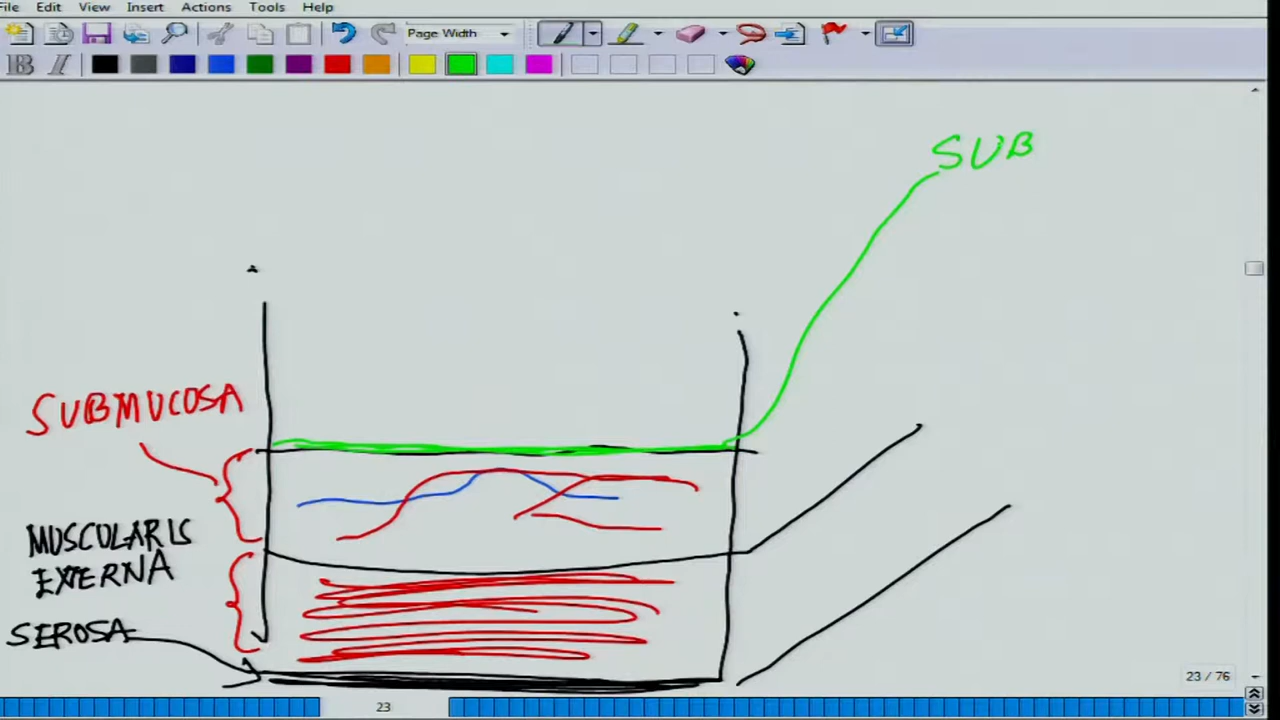 File Edit View Insert Actions Tools Help
Page Width
B I
SUB
SUBMUCOSA
MUSCULARIS
EXTERNA
SEROSA
23 / 76
23